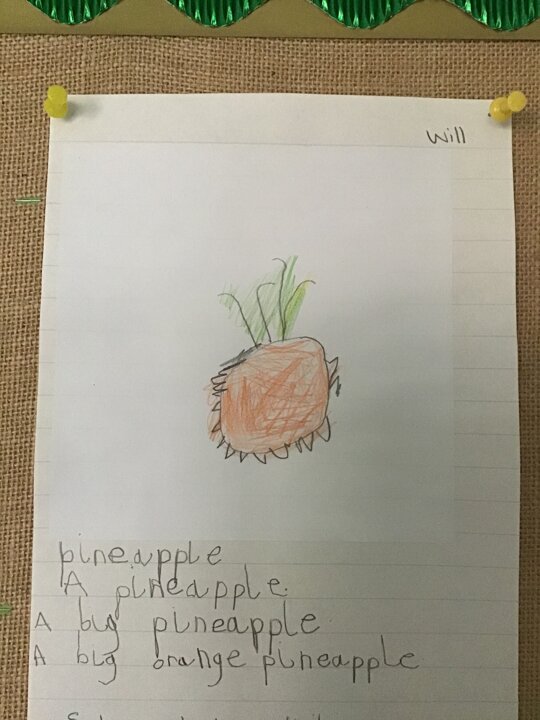 Will
pineapple
A pineapple.
A big pineapple
A big orange pineapple